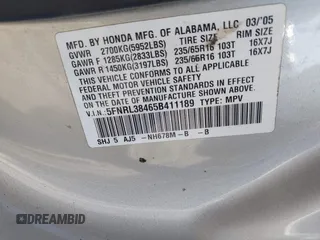 MFD. BY HONDA MFG. OF ALABAMA, LLC 03/'05
GVWR 2700KG(5952LBS) TIRE SIZE RIM SIZE
GAWR F 1285KG(2833LBS) 235/65R16 103T 16X7J
GAWR R 1450KG(3197LBS) 235/65R16 103T 16X7J
THIS VEHICLE CONFORMS TO ALL APPLICABLE
FEDERAL MOTOR VEHICLE SAFETY AND
THEFT PREVENTION STANDARDS IN EFFECT ON
THE DATE OF MANUFACTURE SHOWN ABOVE.
V.I.N.: 5FNRL38465B411189 TYPE: MPV
SHJ 5 AJ5 -NH678M-B -B
AUTOBIDMASTER